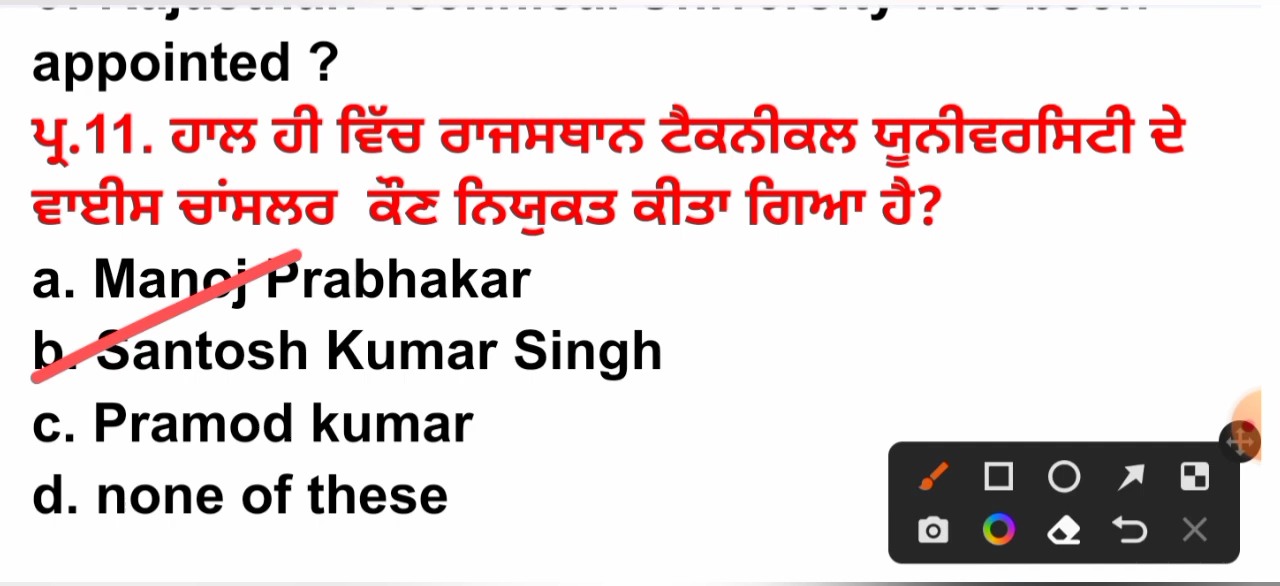 appointed ?
ਪ੍ਰ.11. ਹਾਲ ਹੀ ਵਿੱਚ ਰਾਜਸਥਾਨ ਟੈਕਨੀਕਲ ਯੂਨੀਵਰਸਿਟੀ ਦੇ
ਵਾਈਸ ਚਾਂਸਲਰ ਕੌਣ ਨਿਯੁਕਤ ਕੀਤਾ ਗਿਆ ਹੈ?
a. Manoj Prabhakar
b. Santosh Kumar Singh
c. Pramod kumar
d. none of these